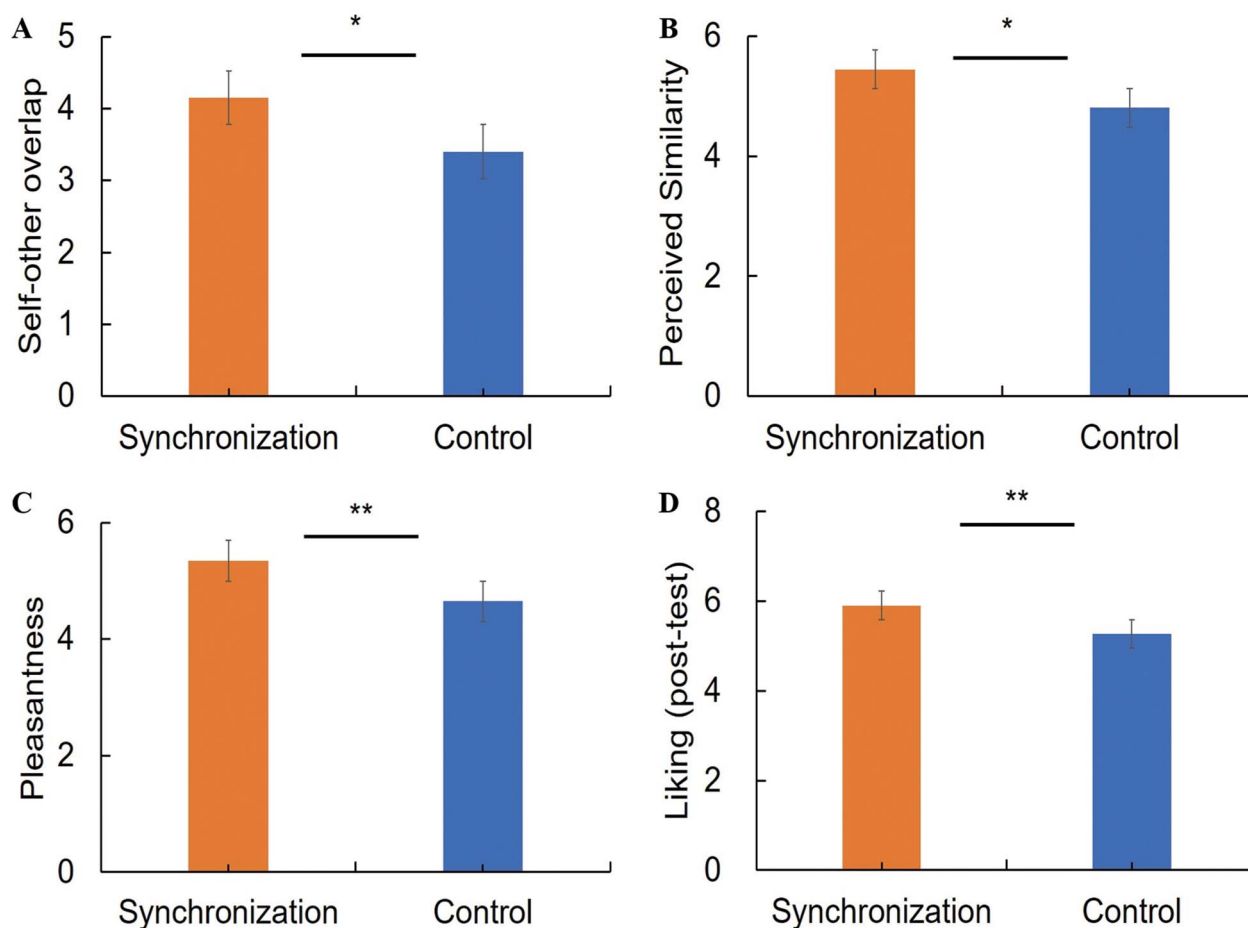 A
Self-other overlap
5
4
3
2
1
0
*
Synchronization Control
B
Perceived Similarity
6
4
2
0
*
Synchronization Control
C
Pleasantness
6
4
2
0
**
Synchronization Control
D
Liking (post-test)
8
6
4
2
0
**
Synchronization Control